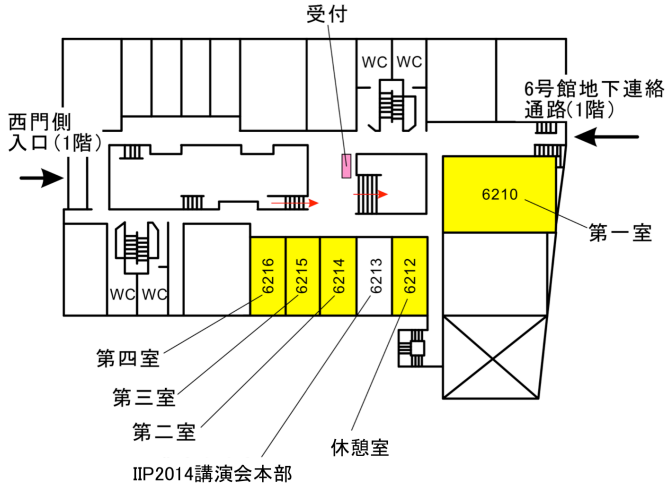 受付
WC
WC
6号館地下連絡
通路(1階)
西門側
入口(1階)
6210
第一室
6216
6215
6214
6213
6212
WC
WC
第四室
第三室
第二室
休憩室
IIP2014講演会本部